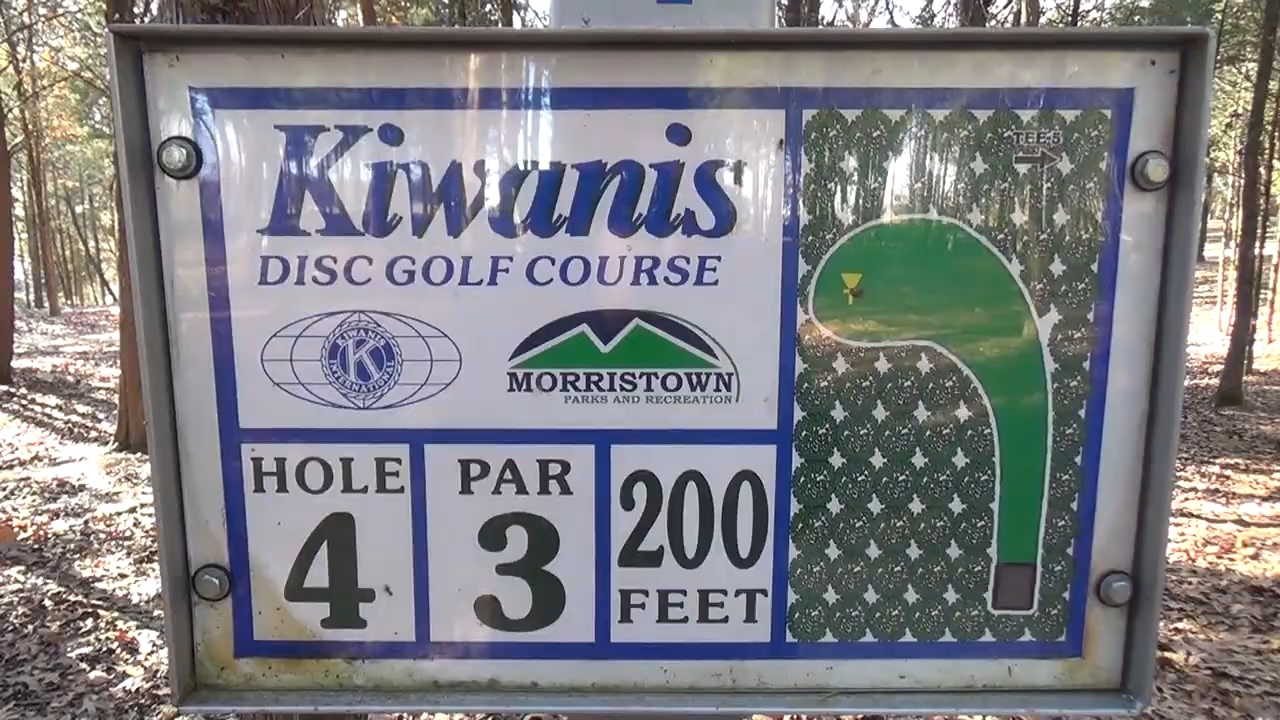 Kiwanis
DISC GOLF COURSE
KIWANIS
K
INTERNATIONAL
MORRISTOWN
PARKS AND RECREATION
HOLE
4
PAR
3
200
FEET
TEE 5